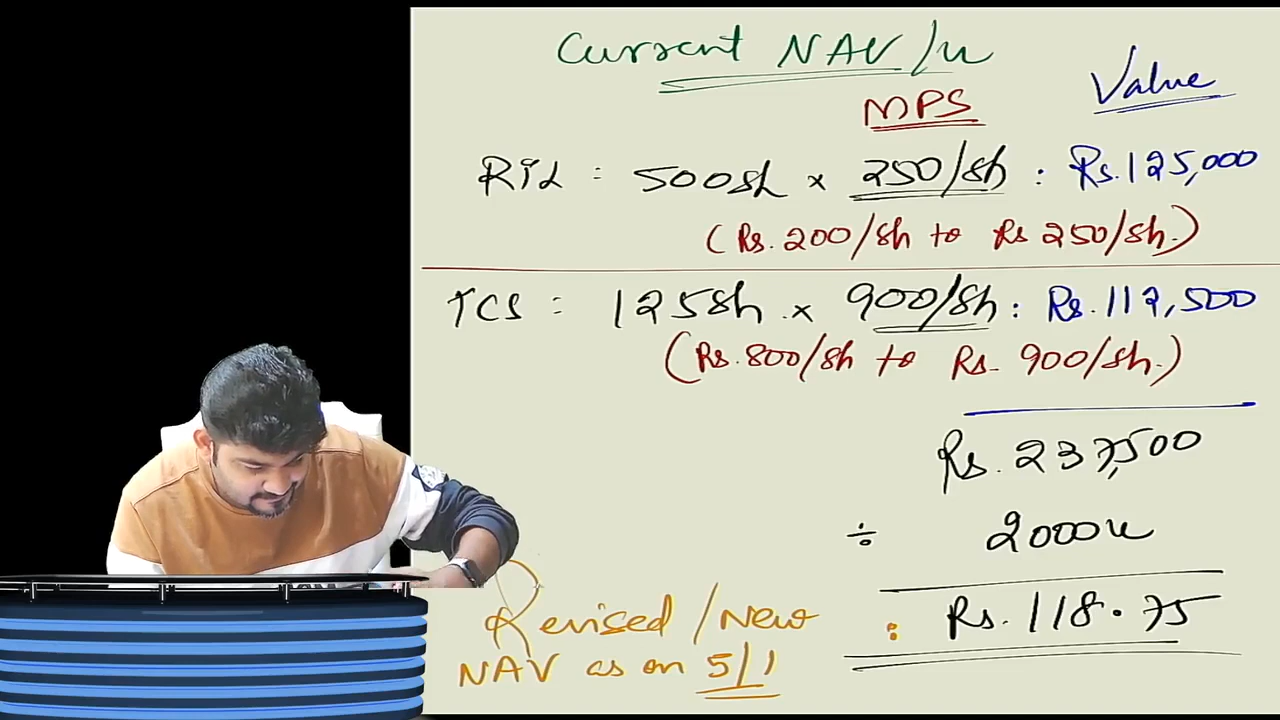 Current NAV/u
MPS Value
RIL : 500sh × 250/sh : Rs.125,000
(Rs.200/sh to Rs 250/sh.)
TCS : 125sh × 900/sh : Rs.112,500
(Rs.800/sh to Rs. 900/sh.)
Rs. 237,500
÷ 2000u
Revised/New : Rs.118.75
NAV as on 5/1